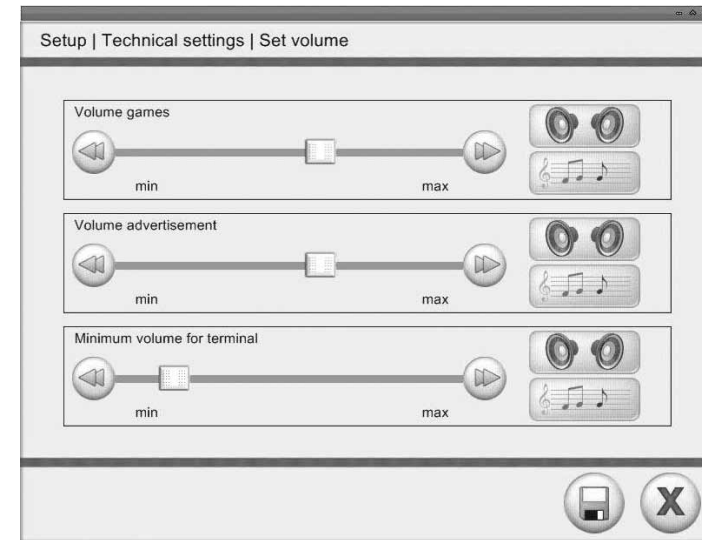 Setup | Technical settings | Set volume
Volume games
min max
Volume advertisement
min max
Minimum volume for terminal
min max
X